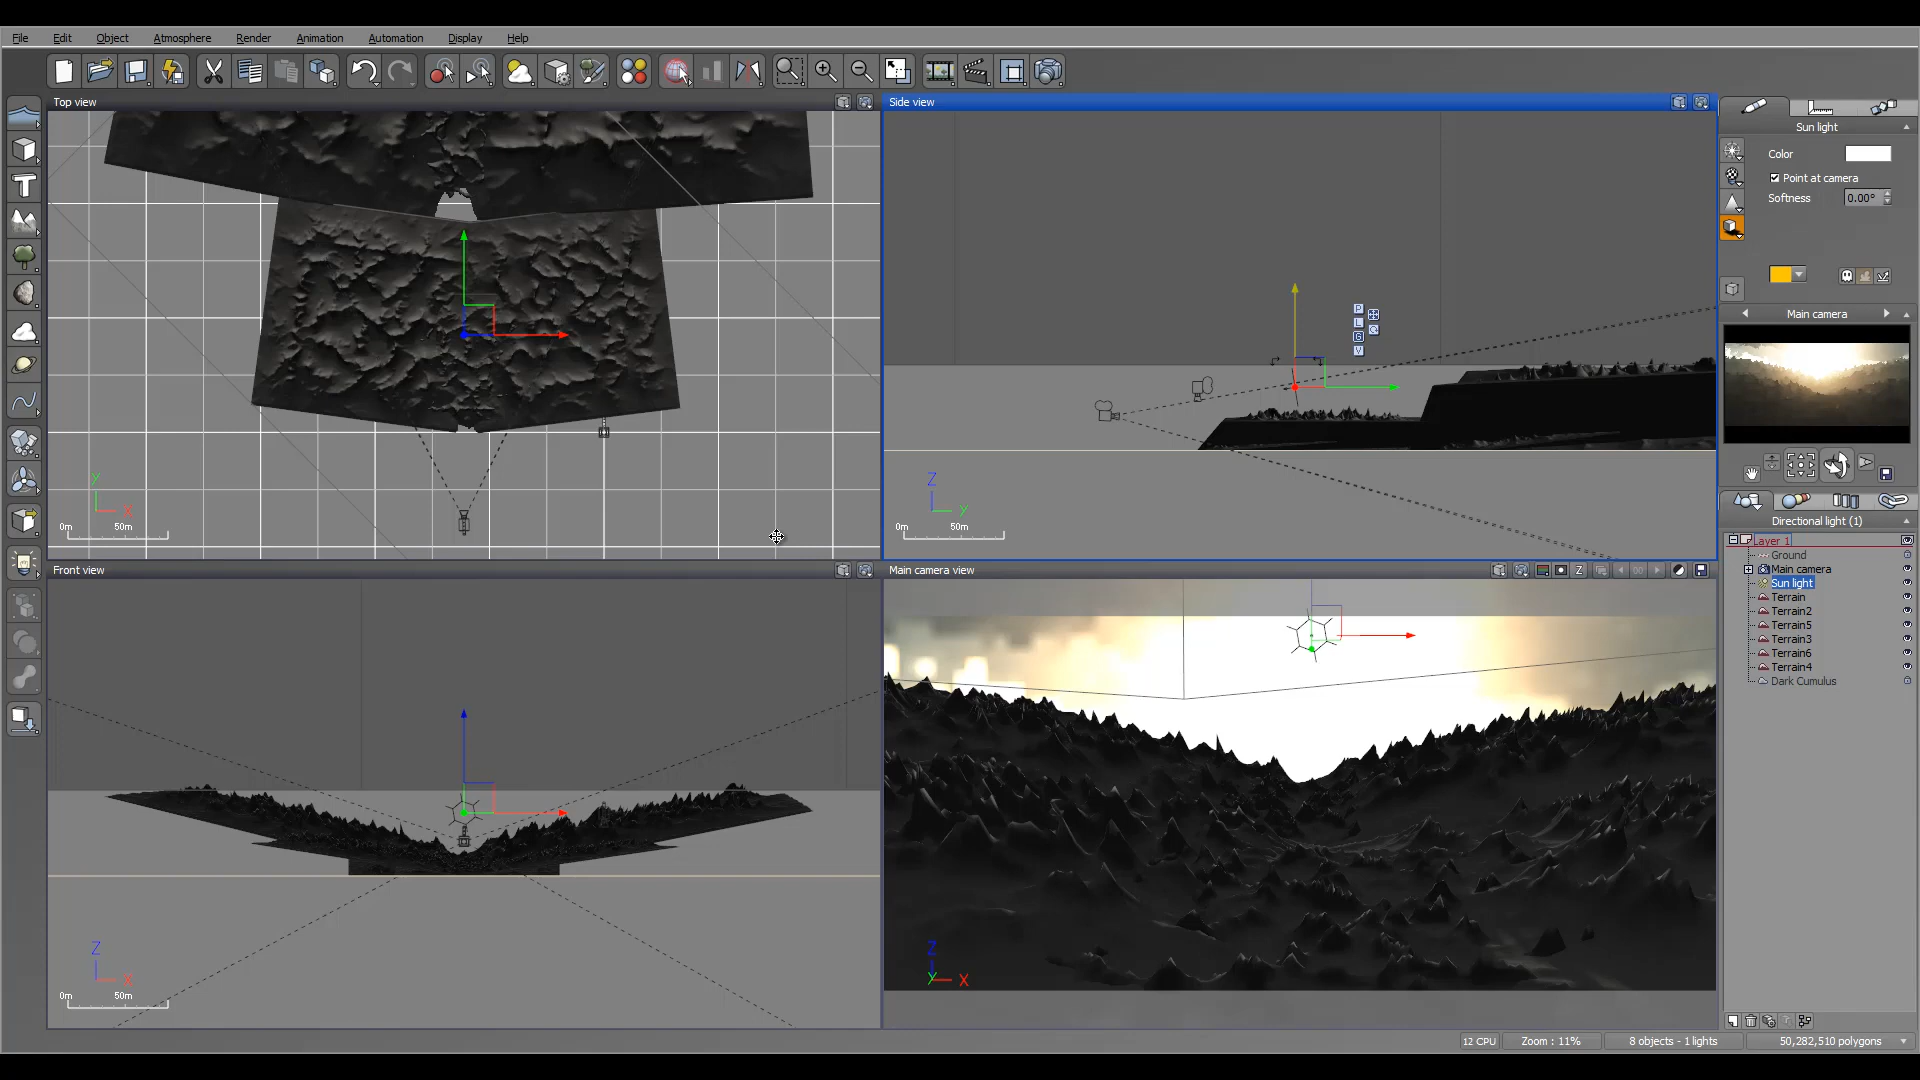 File Edit Object Atmosphere Render Animation Automation Display Help
Top view
Side view
Sun light
Color
Point at camera
Softness 0.00°
Main camera
P
L
G
V
y
x
0m 50m
Z
y
0m 50m
Directional light (1)
Layer 1
Ground
Main camera
Sun light
Terrain
Terrain2
Terrain5
Terrain3
Terrain6
Terrain4
Dark Cumulus
Front view
Main camera view
Z
Z
X
0m 50m
Z
y
X
12 CPU Zoom : 11% 8 objects - 1 lights 50,282,510 polygons